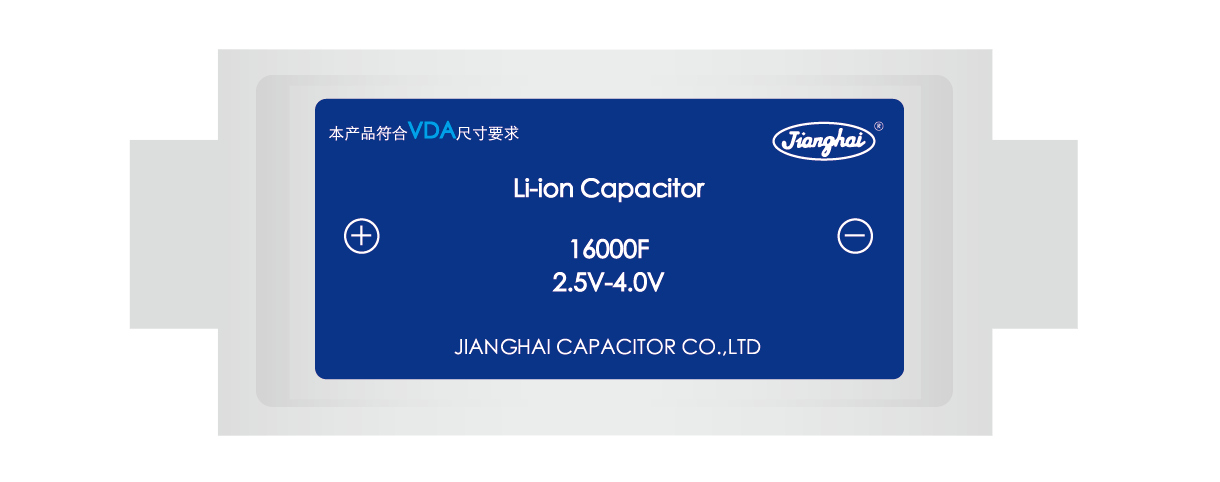 本产品符合VDA尺寸要求
Jianghai®
Li-ion Capacitor
16000F
2.5V-4.0V
JIANGHAI CAPACITOR CO.,LTD